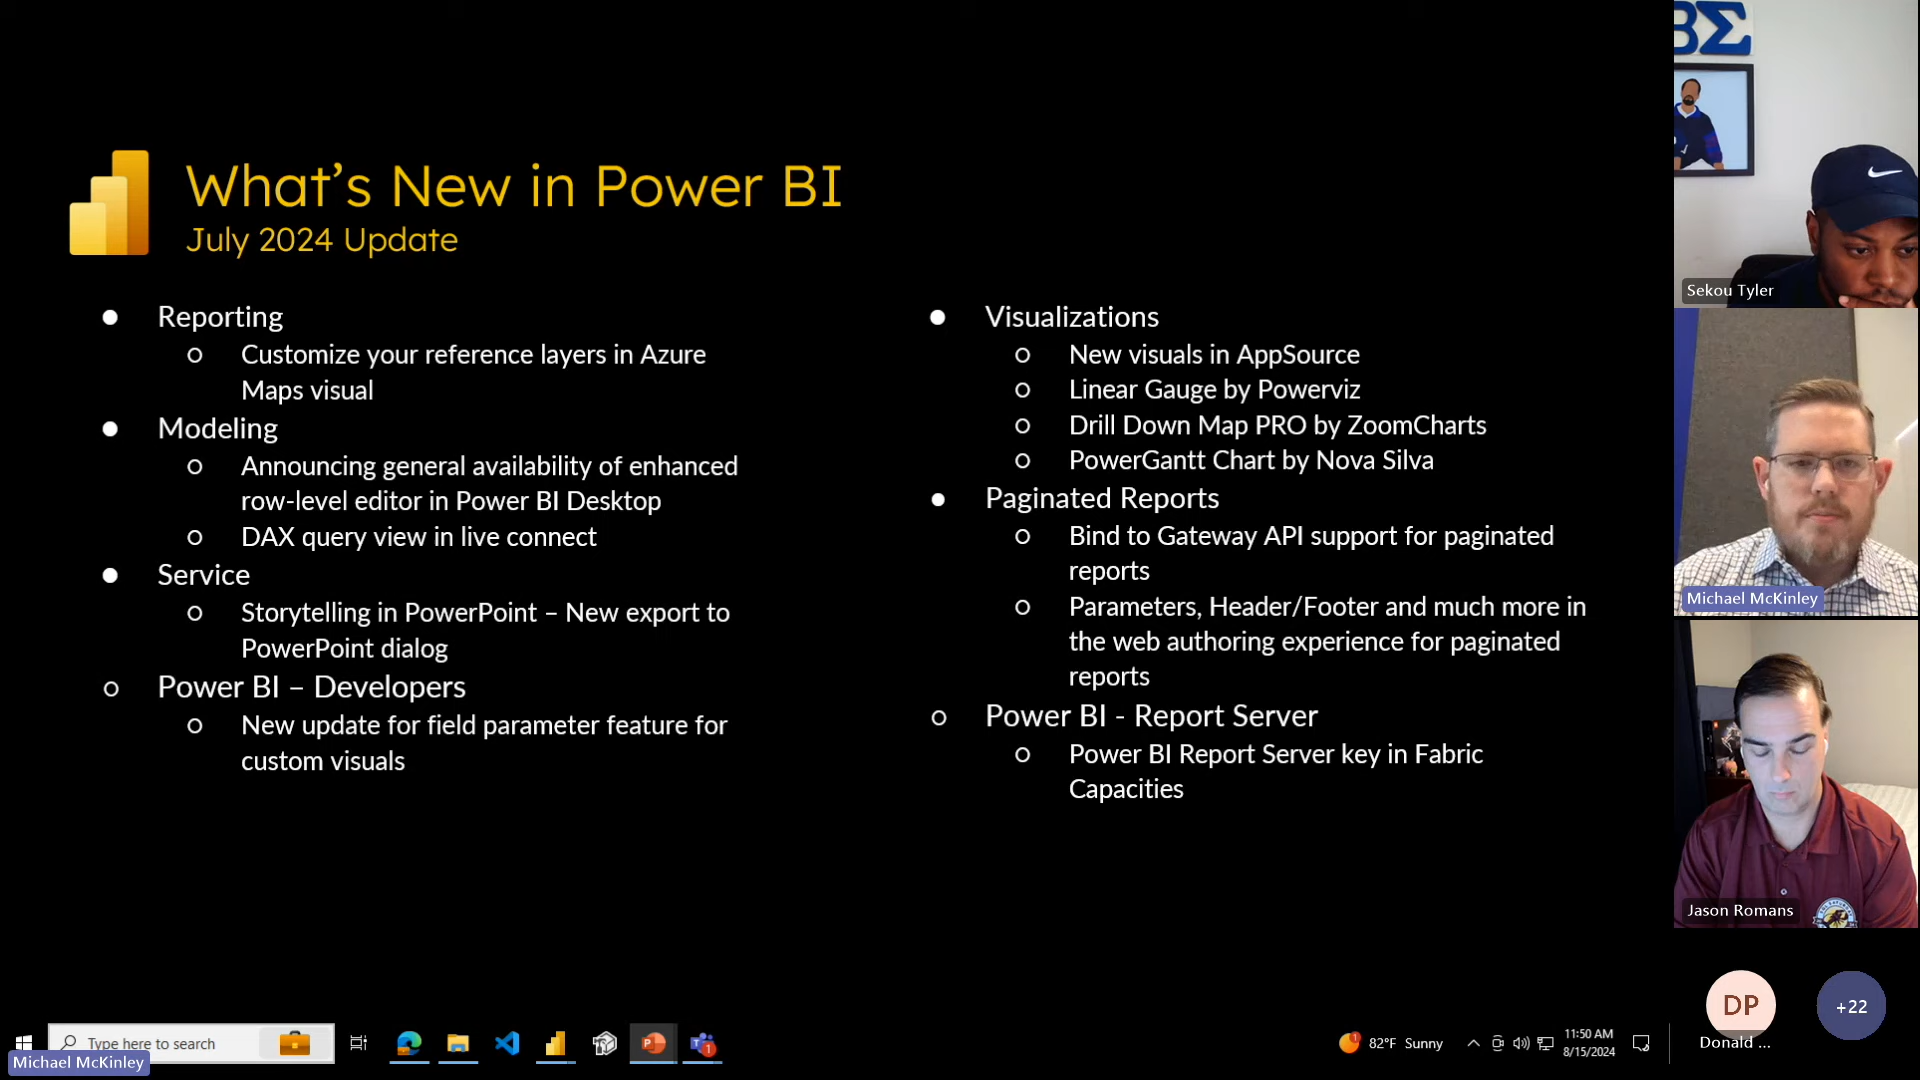 What's New in Power BI
July 2024 Update
Reporting
Customize your reference layers in Azure
Maps visual
Modeling
Announcing general availability of enhanced
row-level editor in Power BI Desktop
DAX query view in live connect
Service
Storytelling in PowerPoint – New export to
PowerPoint dialog
Power BI – Developers
New update for field parameter feature for
custom visuals
Visualizations
New visuals in AppSource
Linear Gauge by Powerviz
Drill Down Map PRO by ZoomCharts
PowerGantt Chart by Nova Silva
Paginated Reports
Bind to Gateway API support for paginated
reports
Parameters, Header/Footer and much more in
the web authoring experience for paginated
reports
Power BI - Report Server
Power BI Report Server key in Fabric
Capacities
ΒΣ
Sekou Tyler
Michael McKinley
Jason Romans
DP
Donald ...
+22
Type here to search
Michael McKinley
1
82°F Sunny
11:50 AM
8/15/2024